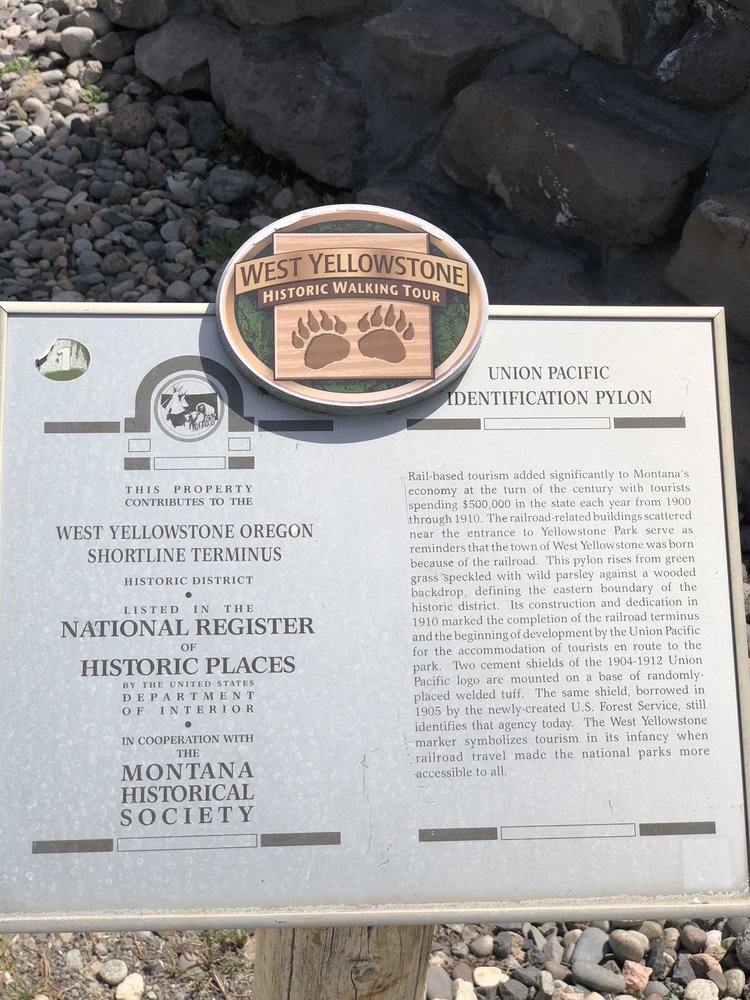 WEST YELLOWSTONE
HISTORIC WALKING TOUR
THIS PROPERTY
CONTRIBUTES TO THE
WEST YELLOWSTONE OREGON
SHORTLINE TERMINUS
HISTORIC DISTRICT
•
LISTED IN THE
NATIONAL REGISTER
OF
HISTORIC PLACES
BY THE UNITED STATES
DEPARTMENT
OF INTERIOR
•
IN COOPERATION WITH
THE
MONTANA
HISTORICAL
SOCIETY
UNION PACIFIC
IDENTIFICATION PYLON
Rail-based tourism added significantly to Montana's
economy at the turn of the century with tourists
spending $500,000 in the state each year from 1900
through 1910. The railroad-related buildings scattered
near the entrance to Yellowstone Park serve as
reminders that the town of West Yellowstone was born
because of the railroad. This pylon rises from green
grass speckled with wild parsley against a wooded
backdrop, defining the eastern boundary of the
historic district. Its construction and dedication in
1910 marked the completion of the railroad terminus
and the beginning of development by the Union Pacific
for the accommodation of tourists en route to the
park. Two cement shields of the 1904-1912 Union
Pacific logo are mounted on a base of randomly-
placed welded tuff. The same shield, borrowed in
1905 by the newly-created U.S. Forest Service, still
identifies that agency today. The West Yellowstone
marker symbolizes tourism in its infancy when
railroad travel made the national parks more
accessible to all.